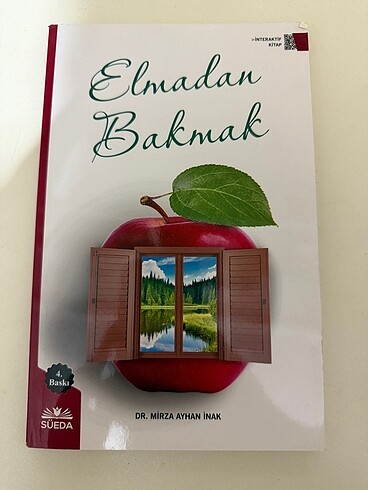 İNTERAKTİF
KİTAP
Elmadan
Bakmak
4.
Baskı
SÜEDA
DR. MİRZA AYHAN İNAK